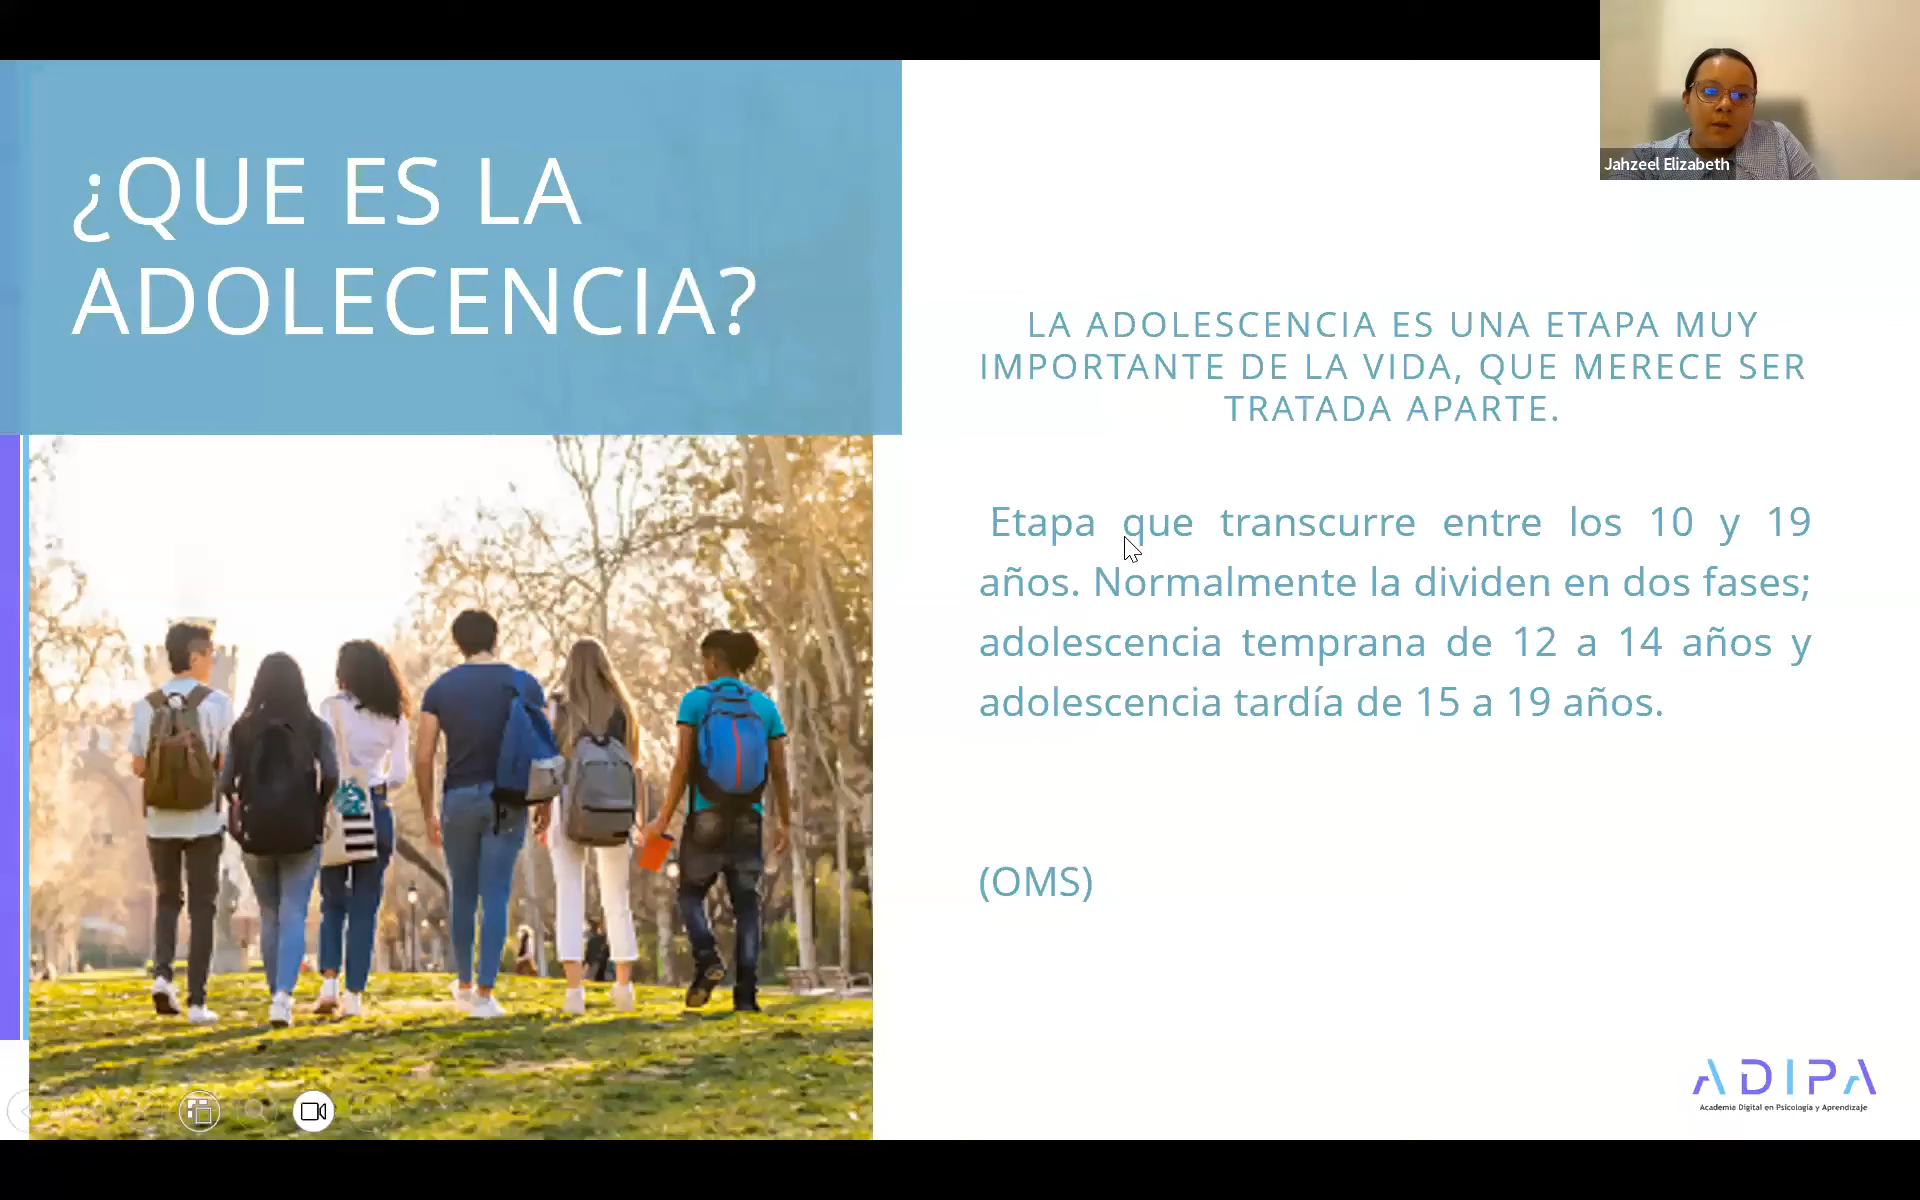 ¿QUE ES LA
ADOLECENCIA?
Jahzeel Elizabeth
LA ADOLESCENCIA ES UNA ETAPA MUY
IMPORTANTE DE LA VIDA, QUE MERECE SER
TRATADA APARTE.
Etapa que transcurre entre los 10 y 19
años. Normalmente la dividen en dos fases;
adolescencia temprana de 12 a 14 años y
adolescencia tardía de 15 a 19 años.
(OMS)
ADIPA
Academia Digital en Psicología y Aprendizaje